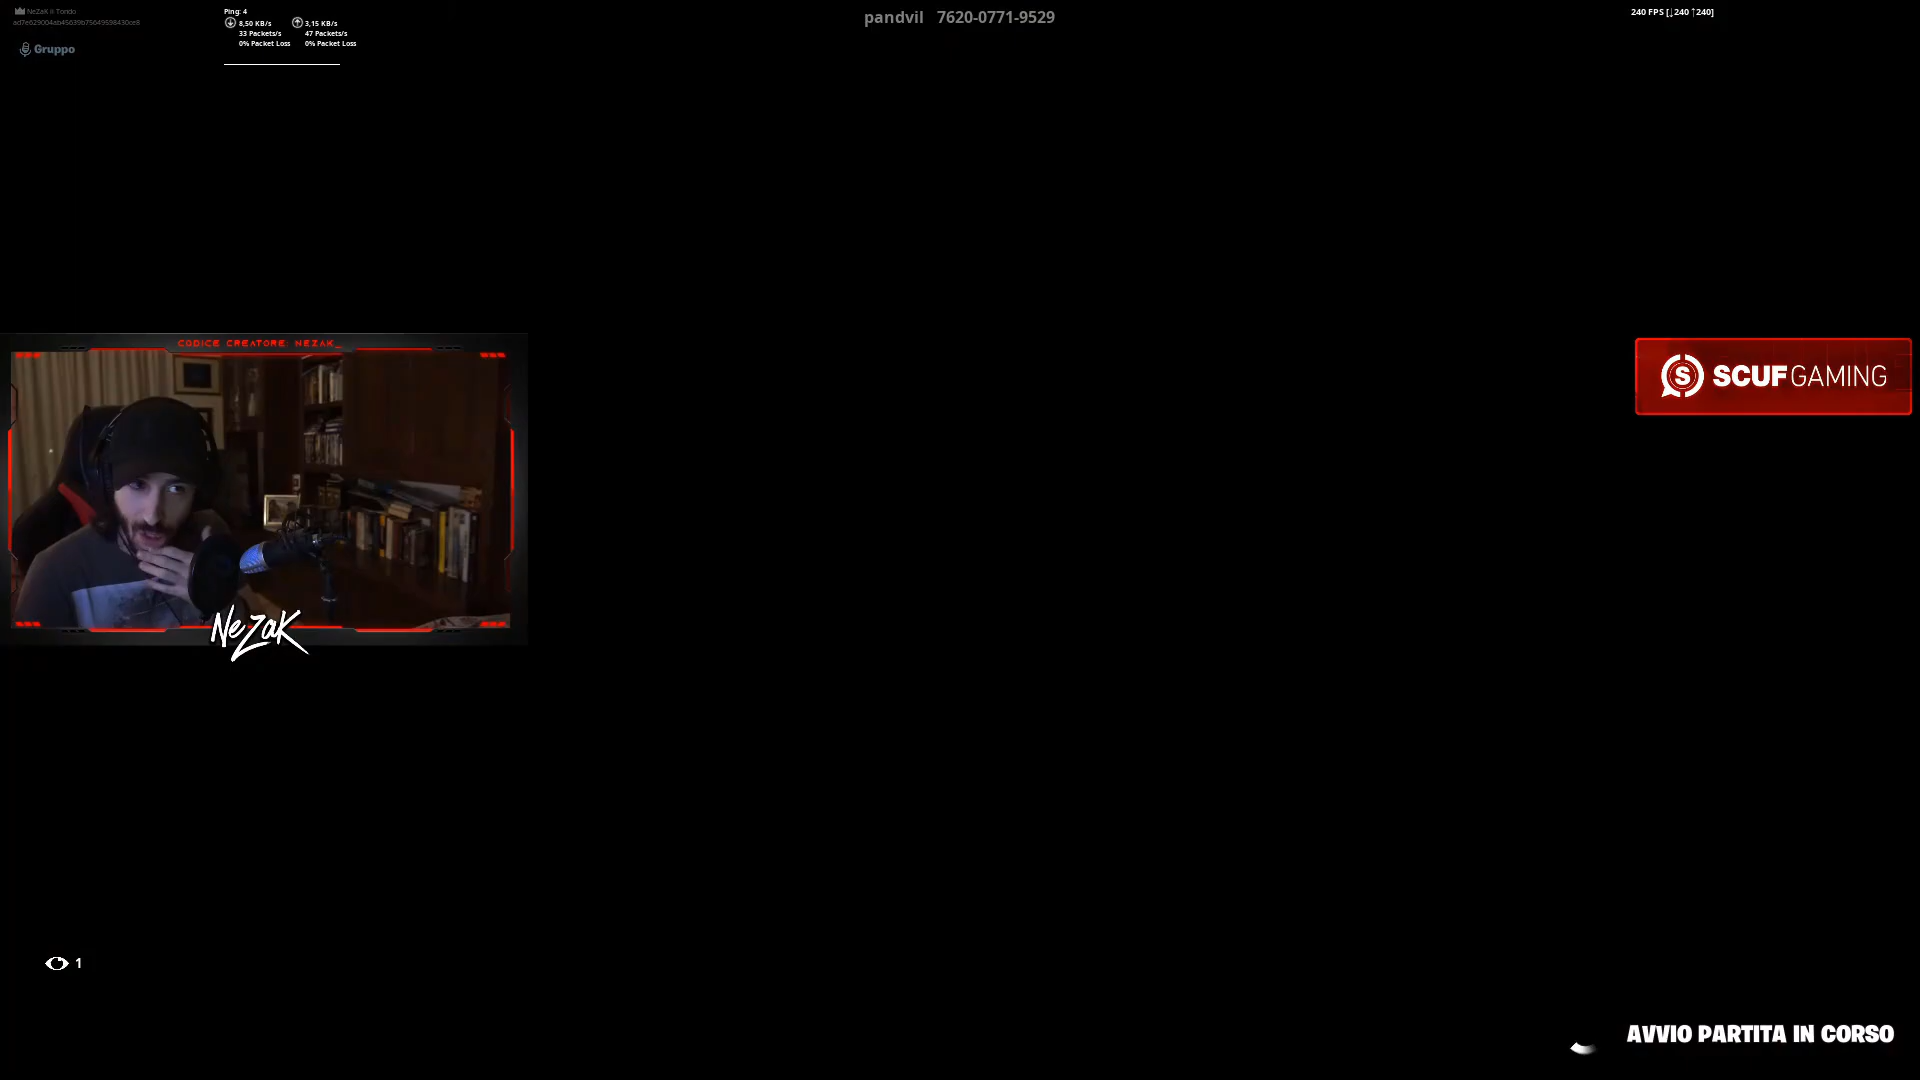 NeZaK il Tondo
Gruppo
Ping: 4
8,50 KB/s 3,15 KB/s
33 Packets/s 47 Packets/s
0% Packet Loss 0% Packet Loss
pandvil 7620-0771-9529
240 FPS [↓240 ↑240]
CODICE CREATORE: NEZAK_
SCUF GAMING
NeZaK
1
AVVIO PARTITA IN CORSO